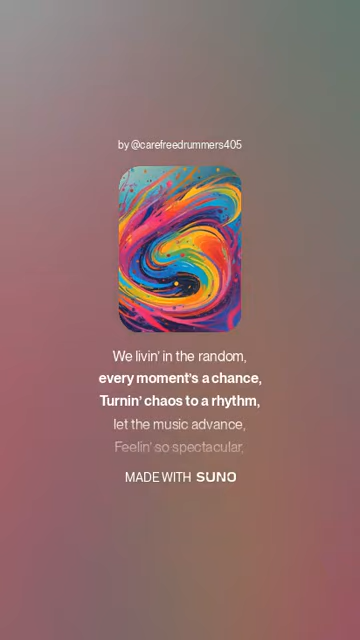 by @carefreedrummers405
We livin' in the random,
every moment's a chance,
Turnin' chaos to a rhythm,
let the music advance,
Feelin' so spectacular,
MADE WITH SUNO